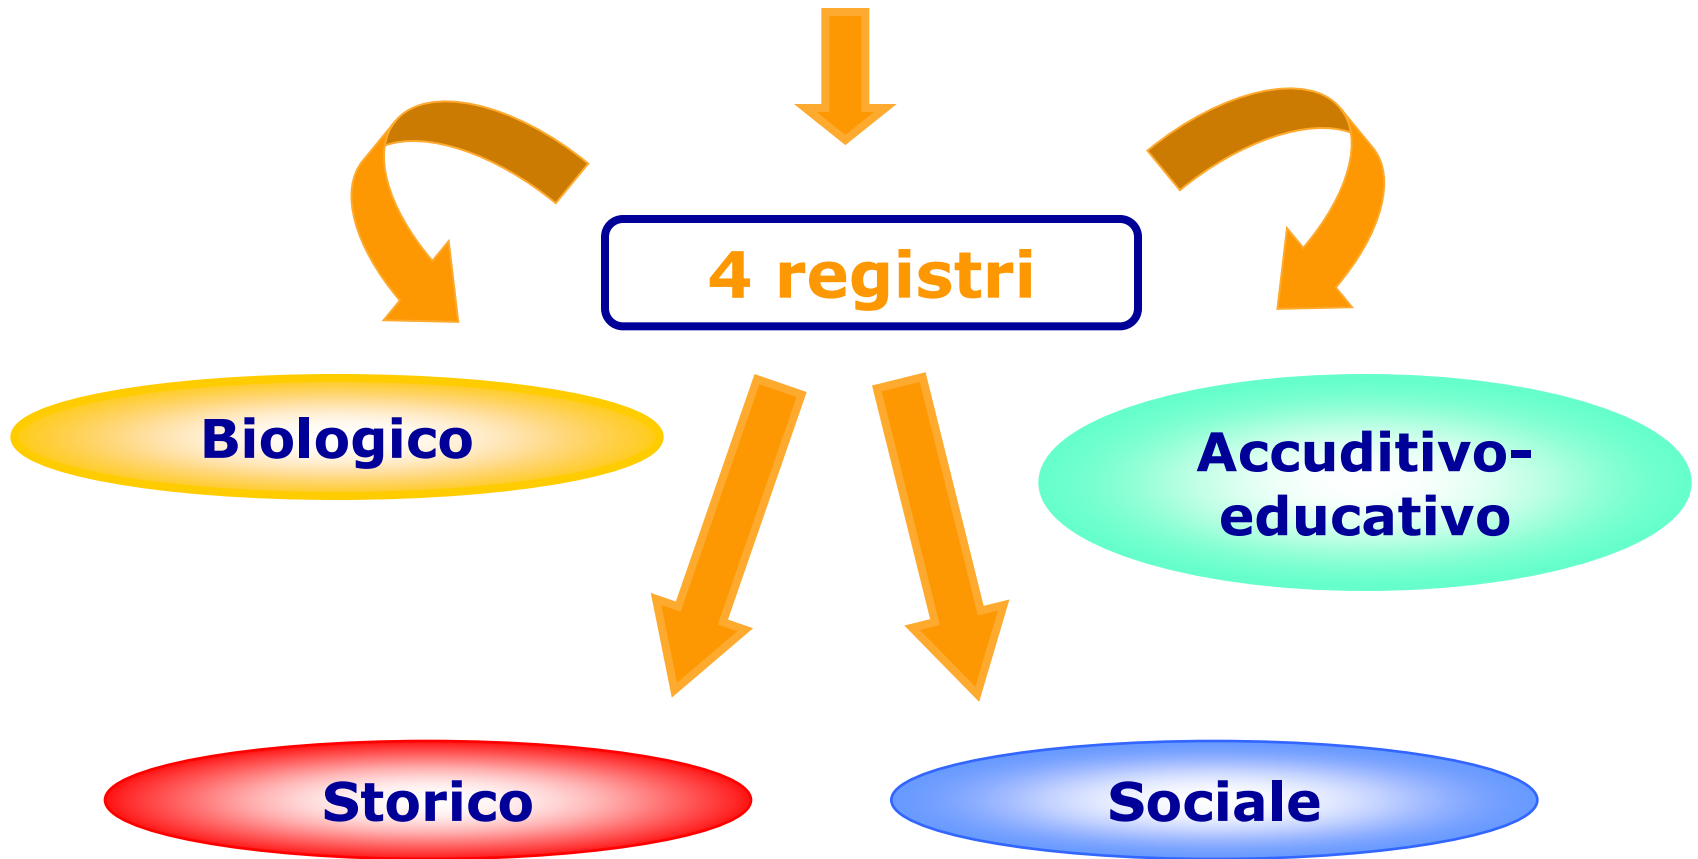 4 registri
Biologico
Accuditivo-
educativo
Storico
Sociale